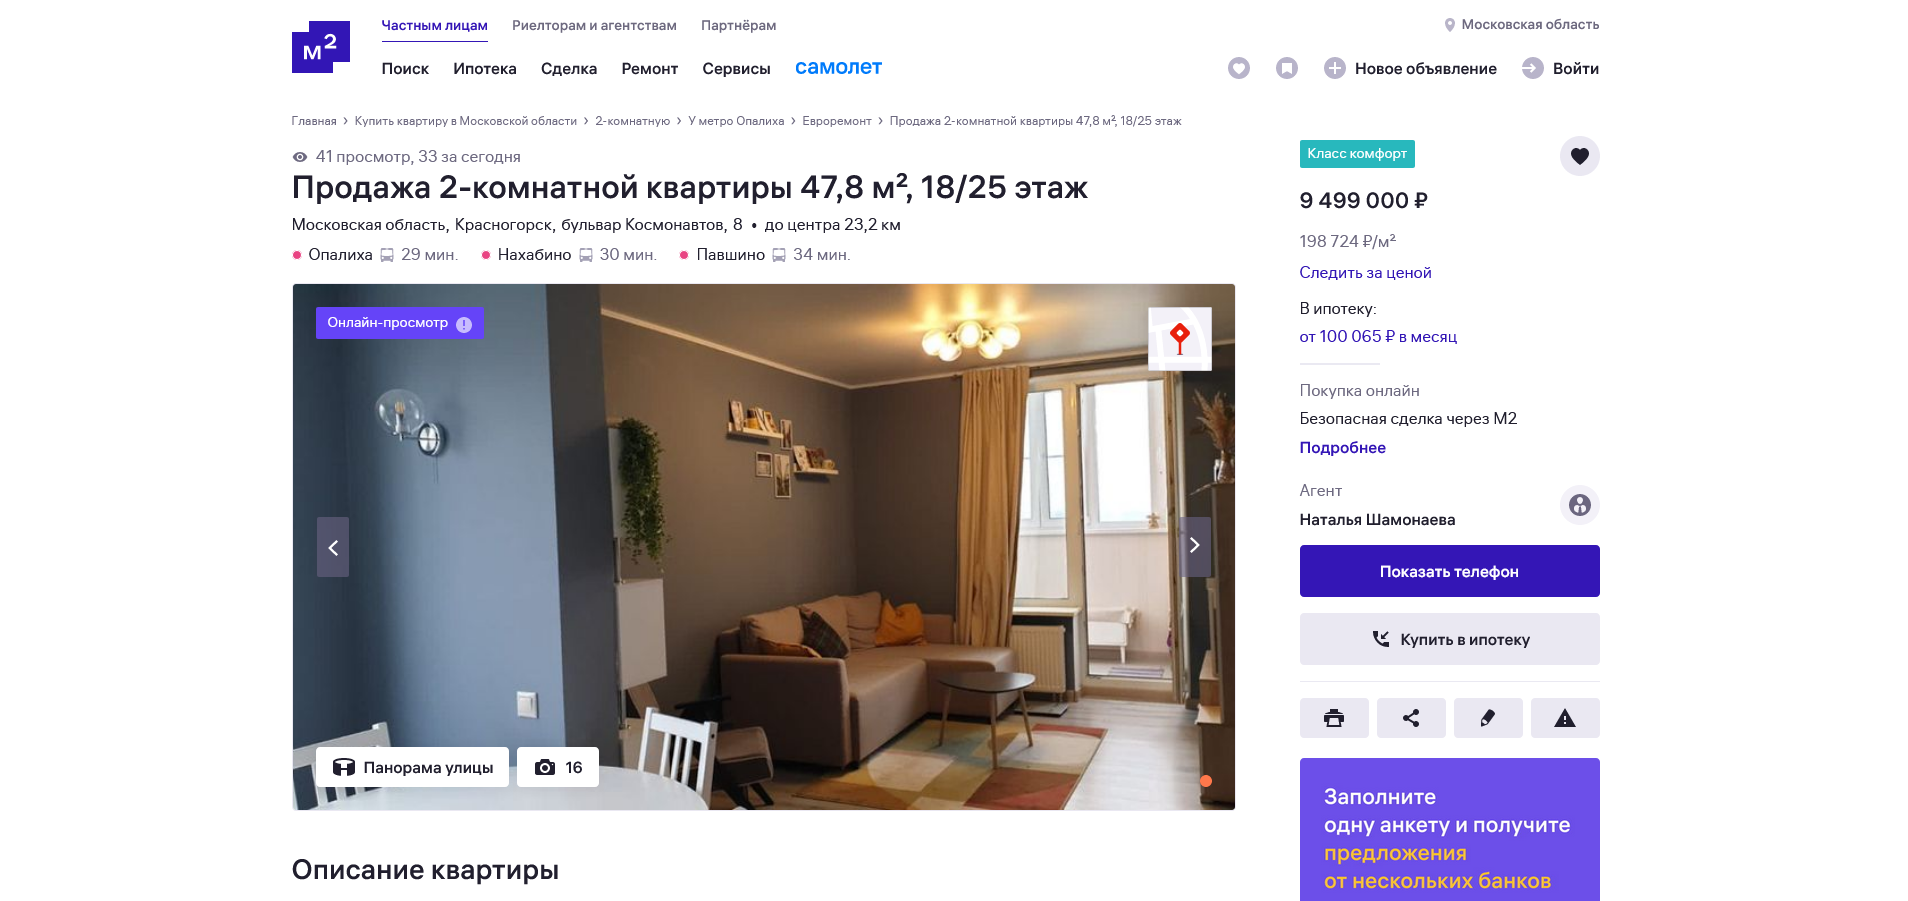 м²
Частным лицам
Риелторам и агентствам
Партнёрам
Московская область
Поиск
Ипотека
Сделка
Ремонт
Сервисы
самолет
Новое объявление
Войти
Главная › Купить квартиру в Московской области › 2-комнатную › У метро Опалиха › Евроремонт › Продажа 2-комнатной квартиры 47,8 м², 18/25 этаж
41 просмотр, 33 за сегодня
Продажа 2-комнатной квартиры 47,8 м², 18/25 этаж
Московская область, Красногорск, бульвар Космонавтов, 8 • до центра 23,2 км
Опалиха 29 мин. Нахабино 30 мин. Павшино 34 мин.
Онлайн-просмотр
Панорама улицы
16
Описание квартиры
Класс комфорт
9 499 000 ₽
198 724 ₽/м²
Следить за ценой
В ипотеку:
от 100 065 ₽ в месяц
Покупка онлайн
Безопасная сделка через М2
Подробнее
Агент
Наталья Шамонаева
Показать телефон
Купить в ипотеку
Заполните
одну анкету и получите
предложения
от нескольких банков